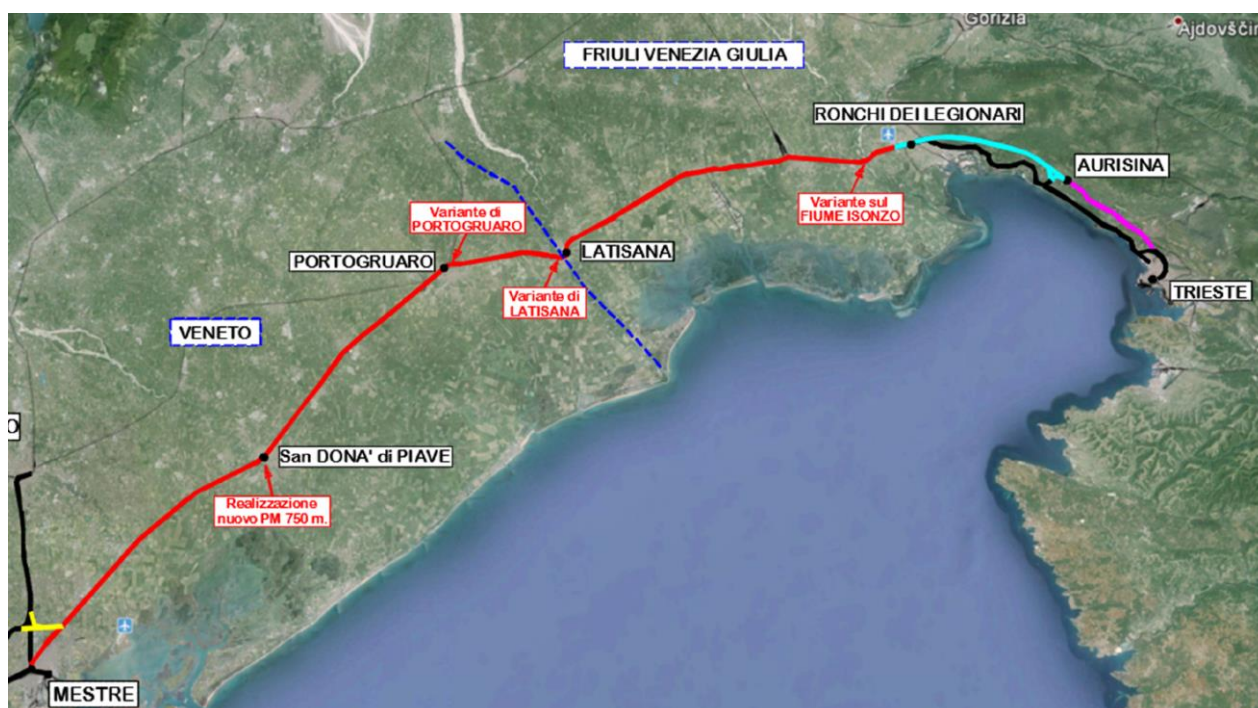 Gorizia
Ajdovščin
FRIULI VENEZIA GIULIA
RONCHI DEI LEGIONARI
AURISINA
Variante di
PORTOGRUARO
Variante sul
FIUME ISONZO
PORTOGRUARO
LATISANA
Variante di
LATISANA
TRIESTE
VENETO
O
San DONA' di PIAVE
Realizzazione
nuovo PM 750 m.
MESTRE